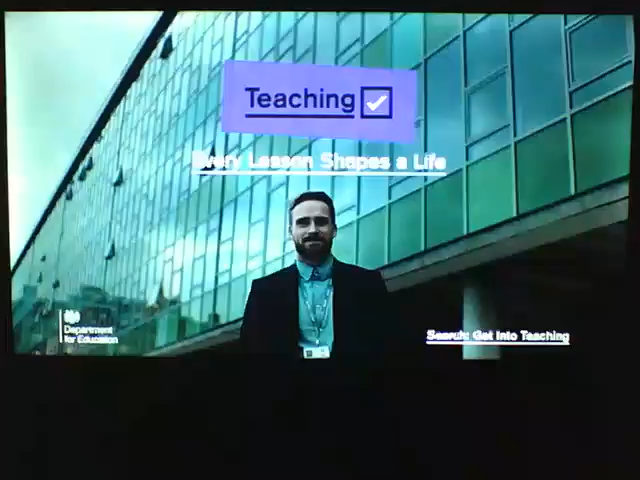 Teaching
Every Lesson Shapes a Life
Department
for Education
Search: Get Into Teaching